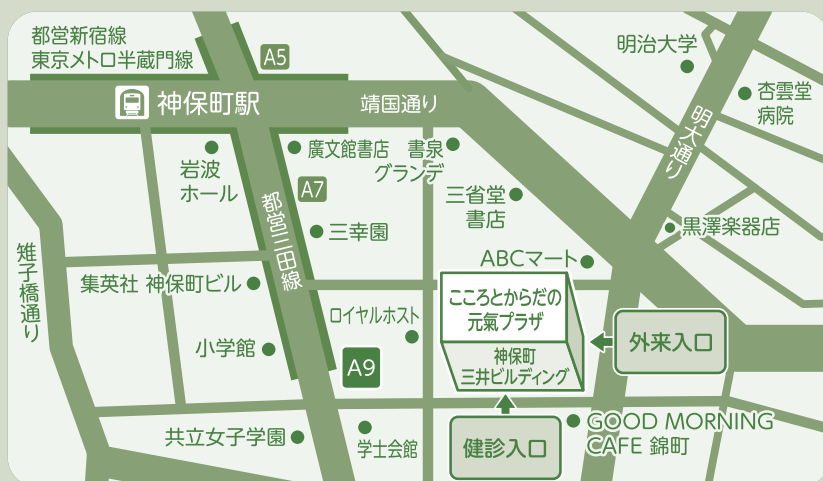 都営新宿線
東京メトロ半蔵門線
A5
明治大学
神保町駅
靖国通り
杏雲堂
病院
明大通り
岩波
ホール
廣文館書店
書泉
グランデ
A7
三省堂
書店
都営三田線
三幸園
黒澤楽器店
雉子橋通り
ABCマート
集英社 神保町ビル
こころとからだの
元氣プラザ
ロイヤルホスト
外来入口
小学館
A9
神保町
三井ビルディング
共立女子学園
学士会館
健診入口
GOOD MORNING
CAFE 錦町